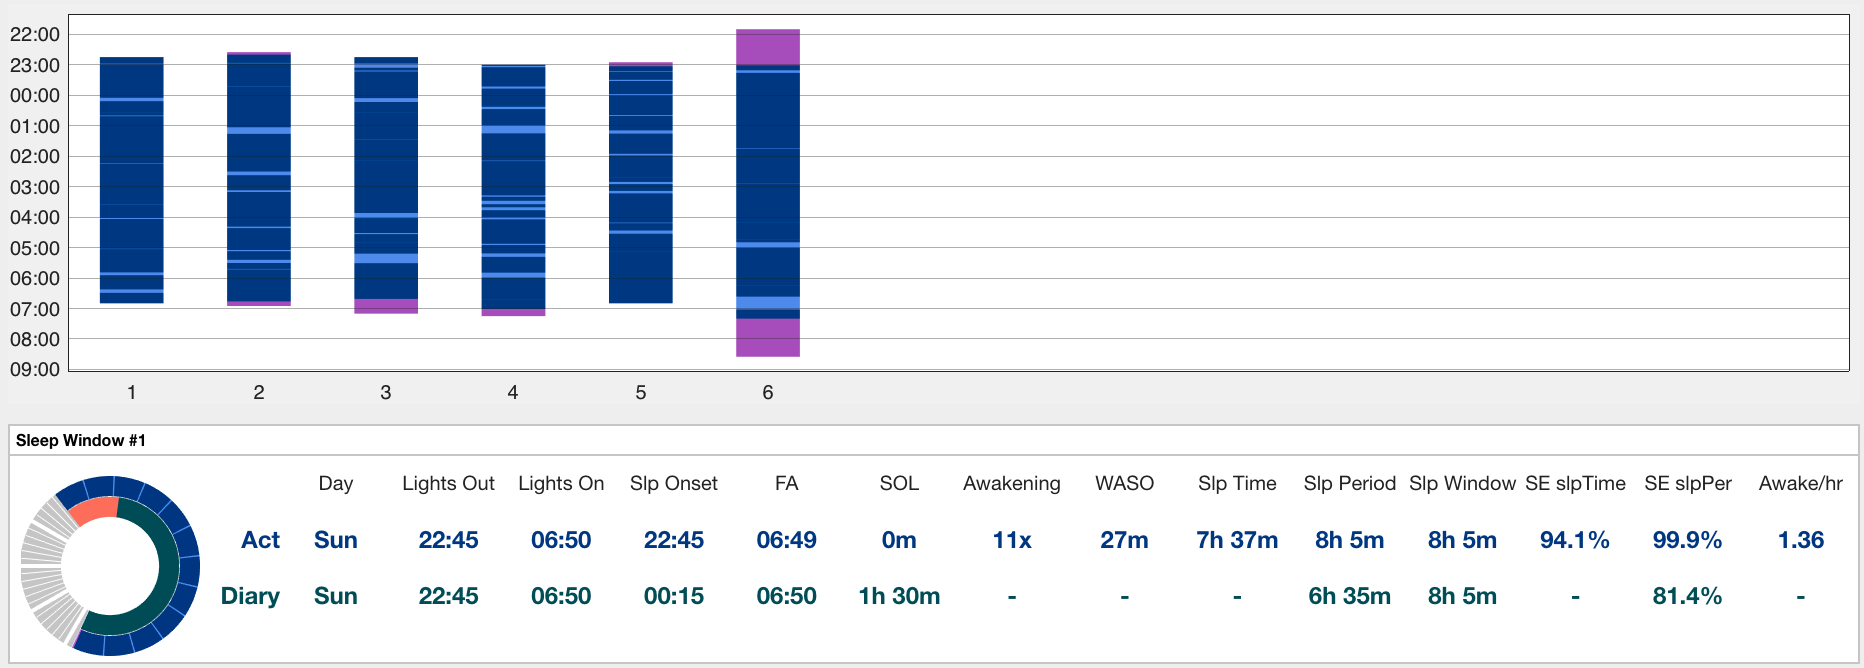 22:00
23:00
00:00
01:00
02:00
03:00
04:00
05:00
06:00
07:00
08:00
09:00
1 2 3 4 5 6
Sleep Window #1
Day Lights Out Lights On Slp Onset FA SOL Awakening WASO Slp Time Slp Period Slp Window SE slpTime SE slpPer Awake/hr
Act Sun 22:45 06:50 22:45 06:49 0m 11x 27m 7h 37m 8h 5m 8h 5m 94.1% 99.9% 1.36
Diary Sun 22:45 06:50 00:15 06:50 1h 30m - - - 6h 35m 8h 5m - 81.4% -